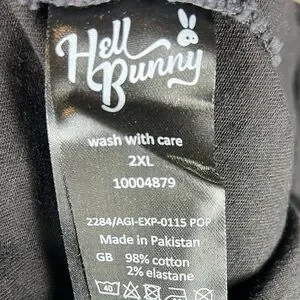 Hell
Bunny
wash with care
2XL
10004879
2284/AGI-EXP-0115 POP
Made in Pakistan
GB 98% cotton
2% elastane
40